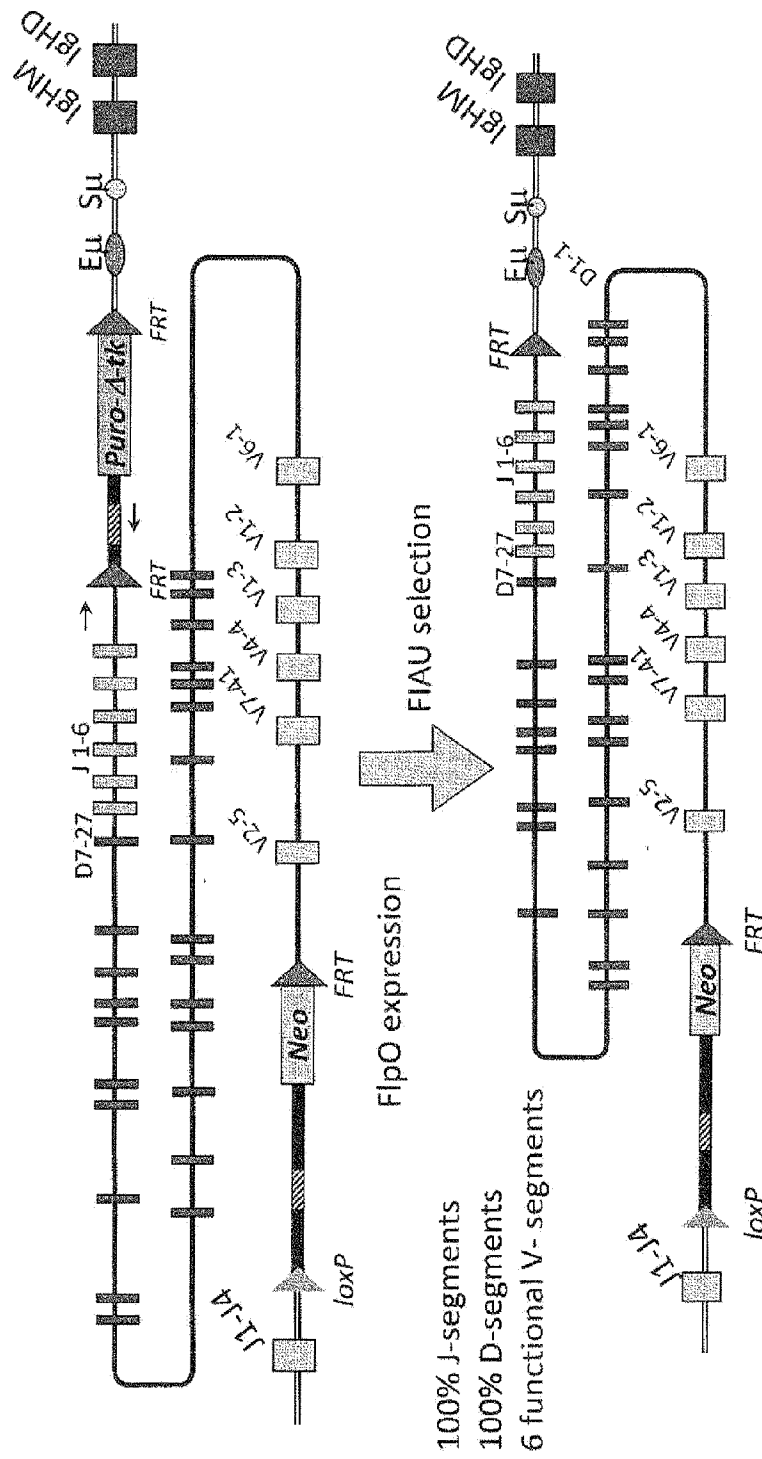 D7-27
J 1-6
FRT
Puro-Δ-tk
FRT
Eμ
Sμ
IgHM
IgHD
J1-J4
loxP
Neo
FRT
V2-5
V7-41
V4-4
V1-3
V1-2
V6-1
FlpO expression
FIAU selection
D7-27
J 1-6
FRT
Eμ
Sμ
IgHM
IgHD
D1-1
100% J-segments
100% D-segments
6 functional V- segments
J1-J4
loxP
Neo
FRT
V2-5
V7-41
V4-4
V1-3
V1-2
V6-1